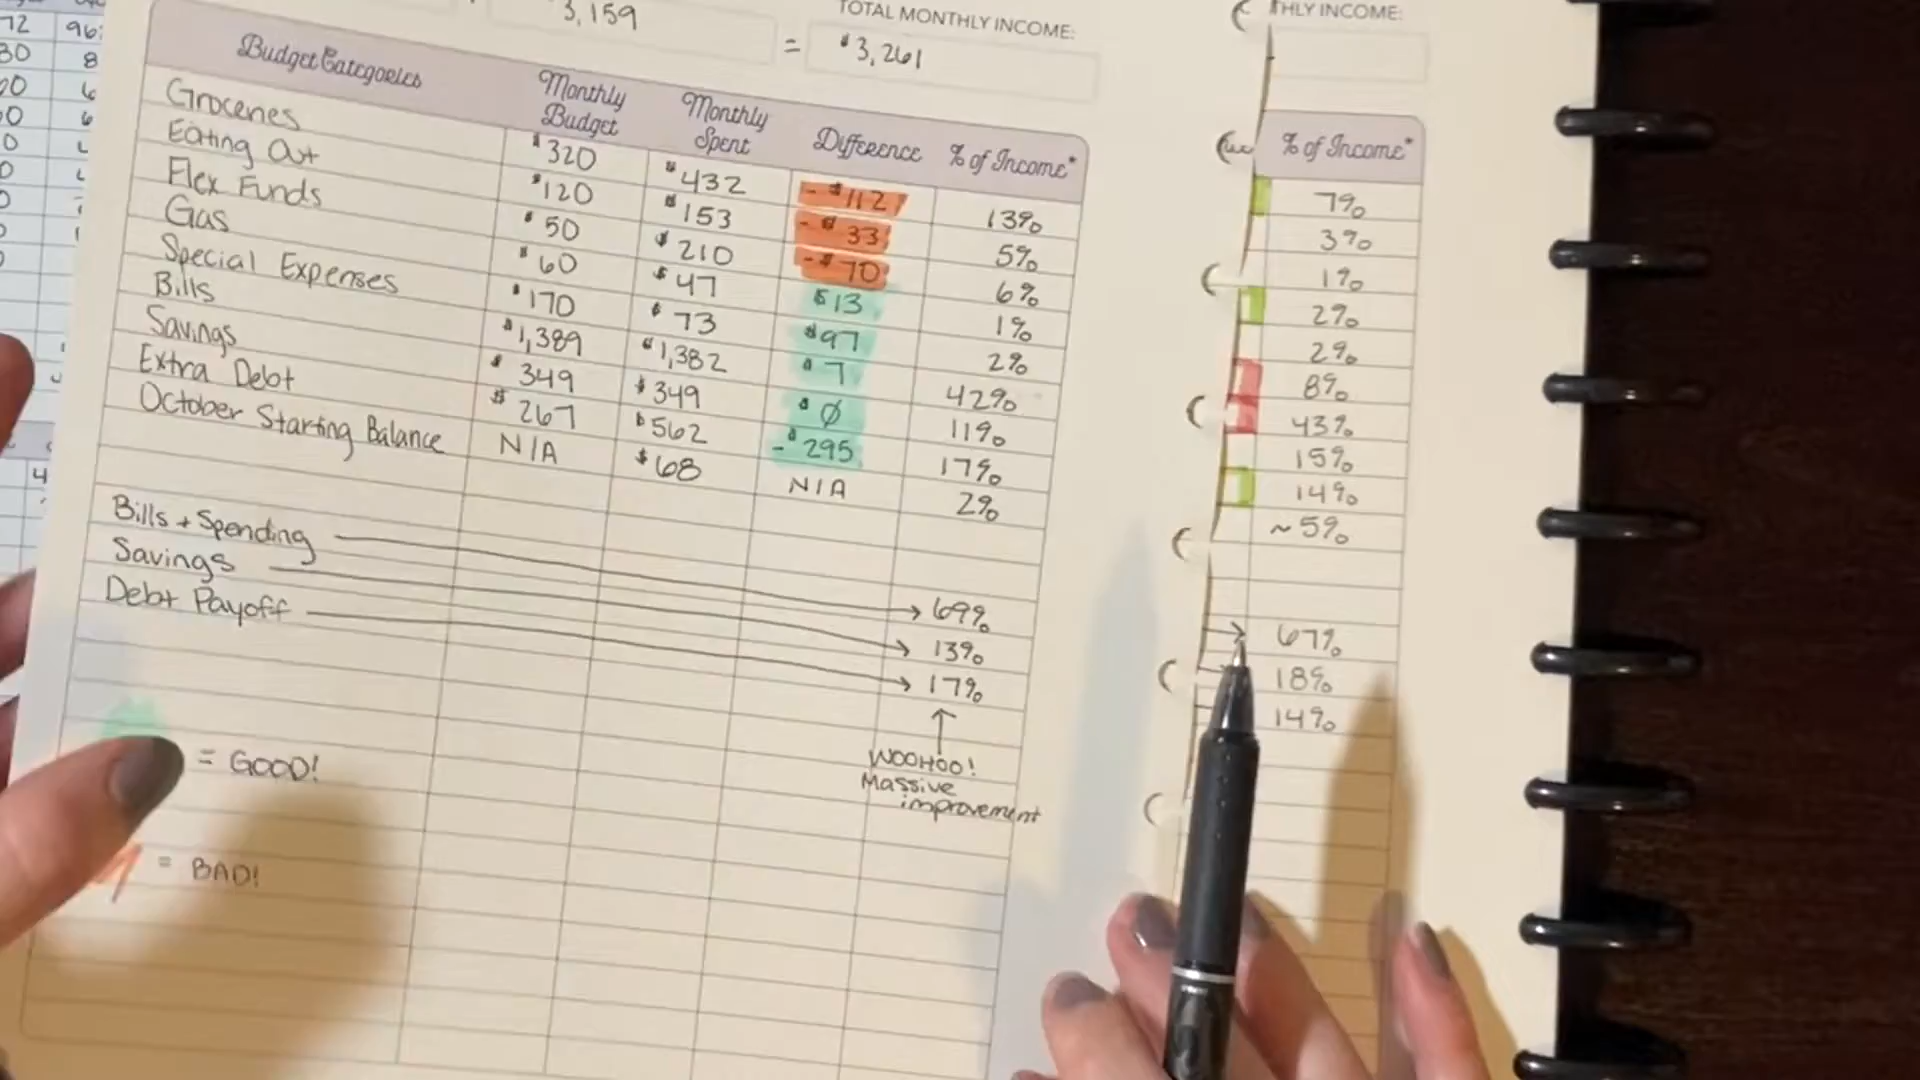 3,159
TOTAL MONTHLY INCOME:
= $3,261
Budget Categories Monthly Budget Monthly Spent Difference % of Income*
Groceries $320 $432 - $112 13%
Eating Out $120 $153 - $33 5%
Flex Funds $50 $210 - $70 6%
Gas $60 $47 $13 1%
Special Expenses $170 $73 $97 2%
Bills $1,389 $1,382 $7 42%
Savings $349 $349 $0 11%
Extra Debt $267 $562 - $295 17%
October Starting Balance N/A $68 N/A 2%
Bills + Spending 69%
Savings 13%
Debt Payoff 17%
WOOHOO!
Massive
improvement
= GOOD!
= BAD!
HLY INCOME:
% of Income*
7%
3%
1%
2%
2%
8%
43%
15%
14%
~5%
67%
18%
14%